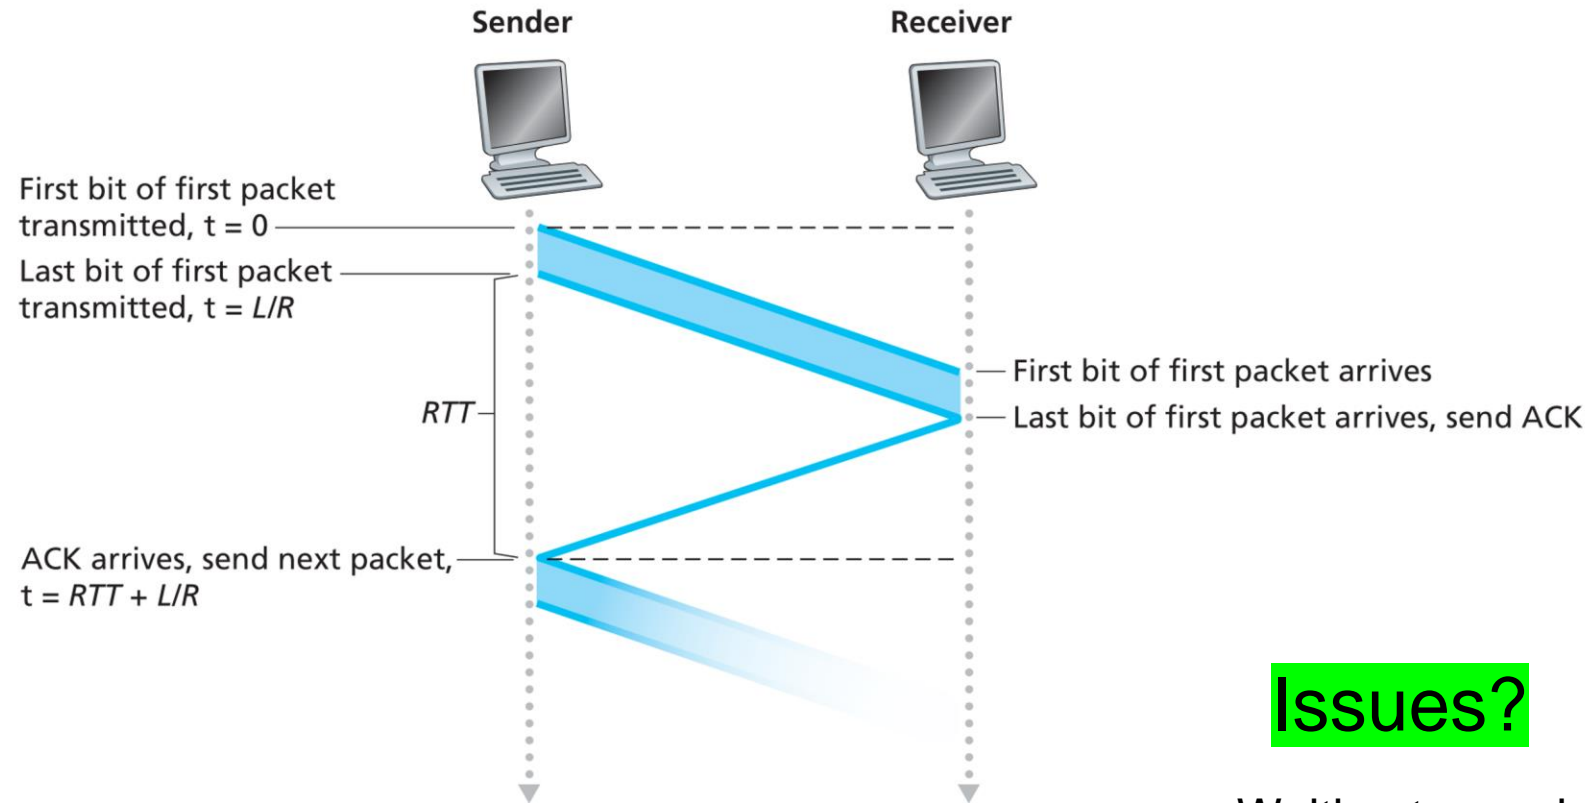 Sender
Receiver
First bit of first packet
transmitted, t = 0
Last bit of first packet
transmitted, t = L/R
First bit of first packet arrives
RTT
Last bit of first packet arrives, send ACK
ACK arrives, send next packet,
t = RTT + L/R
Issues?